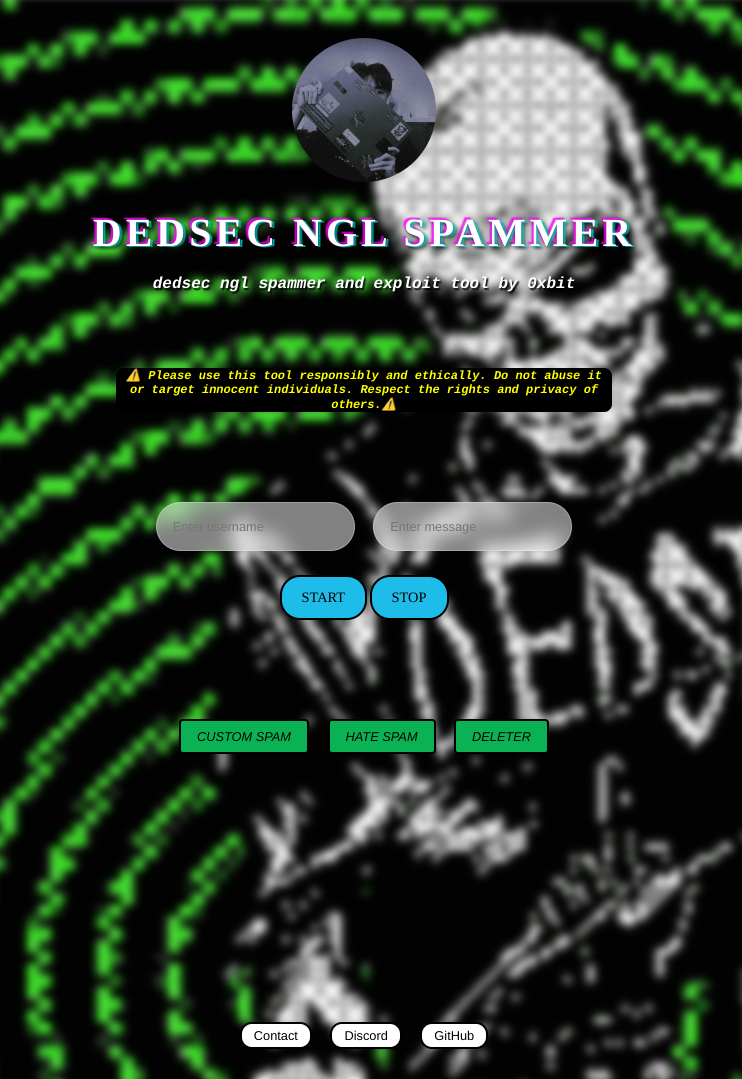 DEDSEC NGL SPAMMER
dedsec ngl spammer and exploit tool by 0xbit
⚠️ Please use this tool responsibly and ethically. Do not abuse it
or target innocent individuals. Respect the rights and privacy of
others.⚠️
Enter username Enter message
START STOP
DEDS
CUSTOM SPAM HATE SPAM DELETER
Contact Discord GitHub